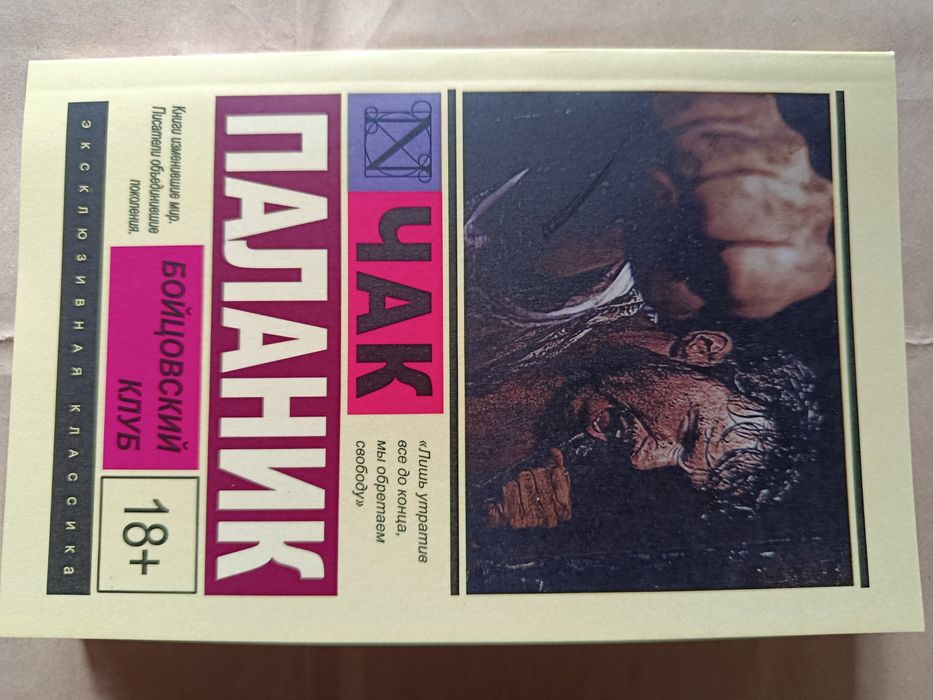 ЧАК
«Лишь утратив
все до конца,
мы обретаем
свободу»
ПАЛАНИК
Книги изменившие мир.
Писатели объединившие
поколения.
БОЙЦОВСКИЙ
КЛУБ
18+
ЭКСКЛЮЗИВНАЯ КЛАССИКА